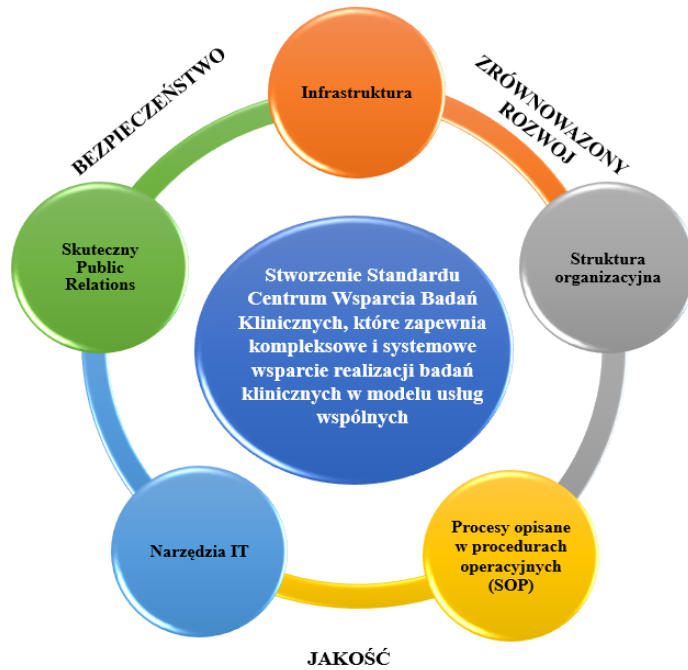 BEZPIECZEŃSTWO
Infrastruktura
ZRÓWNOWAŻONY
ROZWOJ
Skuteczny
Public
Relations
Struktura
organizacyjna
Stworzenie Standardu
Centrum Wsparcia Badań
Klinicznych, które zapewnia
kompleksowe i systemowe
wsparcie realizacji badań
klinicznych w modelu usług
wspólnych
Narzędzia IT
Procesy opisane
w procedurach
operacyjnych
(SOP)
JAKOŚĆ